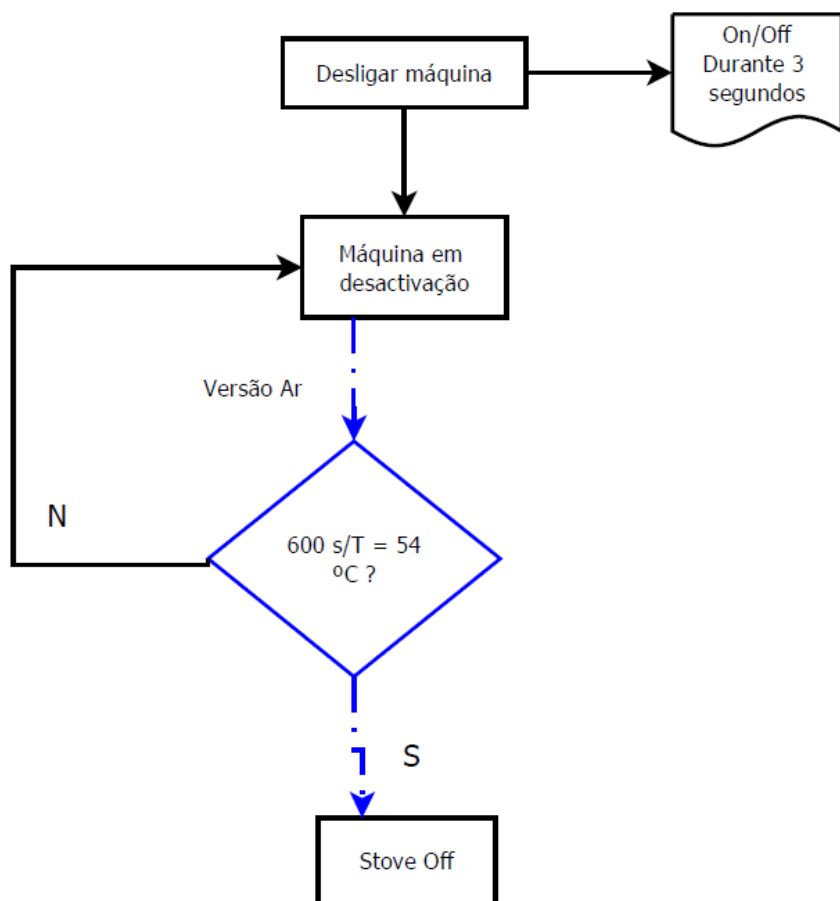 Desligar máquina
On/Off
Durante 3
segundos
Máquina em
desactivação
Versão Ar
N
600 s/T = 54
ºC ?
S
Stove Off